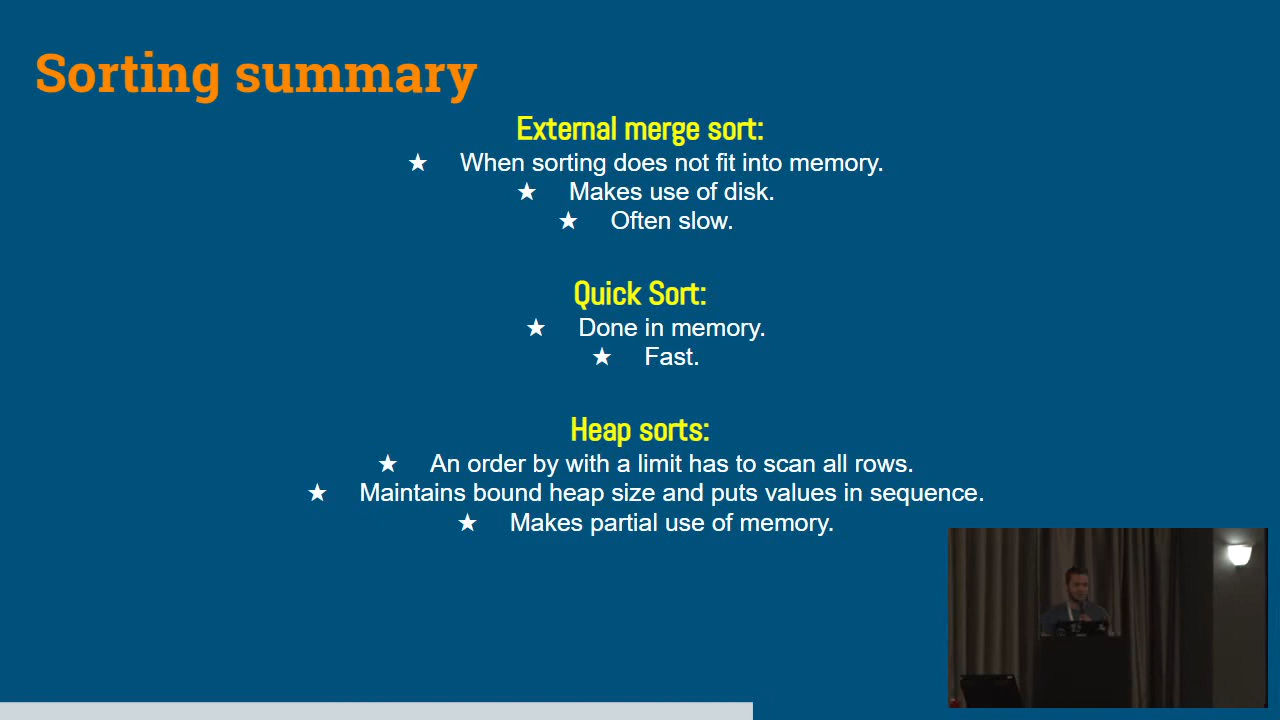 Sorting summary
External merge sort:
★ When sorting does not fit into memory.
★ Makes use of disk.
★ Often slow.
Quick Sort:
★ Done in memory.
★ Fast.
Heap sorts:
★ An order by with a limit has to scan all rows.
★ Maintains bound heap size and puts values in sequence.
★ Makes partial use of memory.